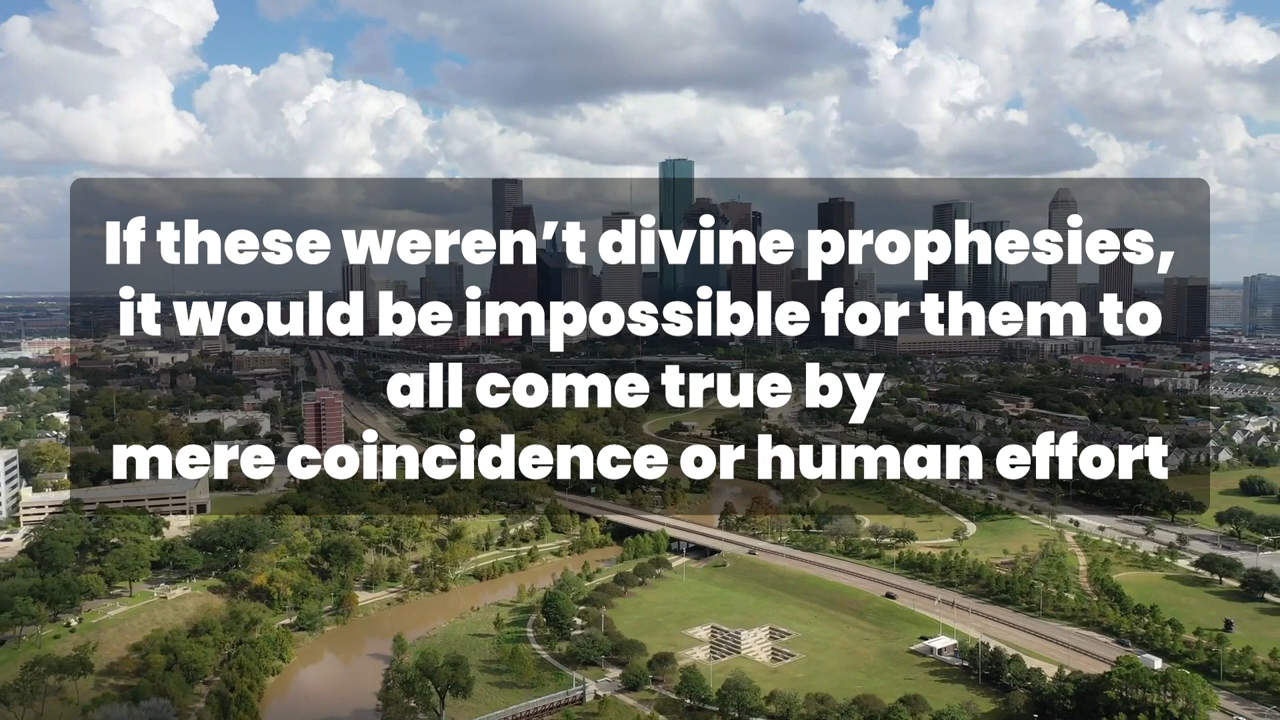 If these weren’t divine prophesies,
it would be impossible for them to
all come true by
mere coincidence or human effort